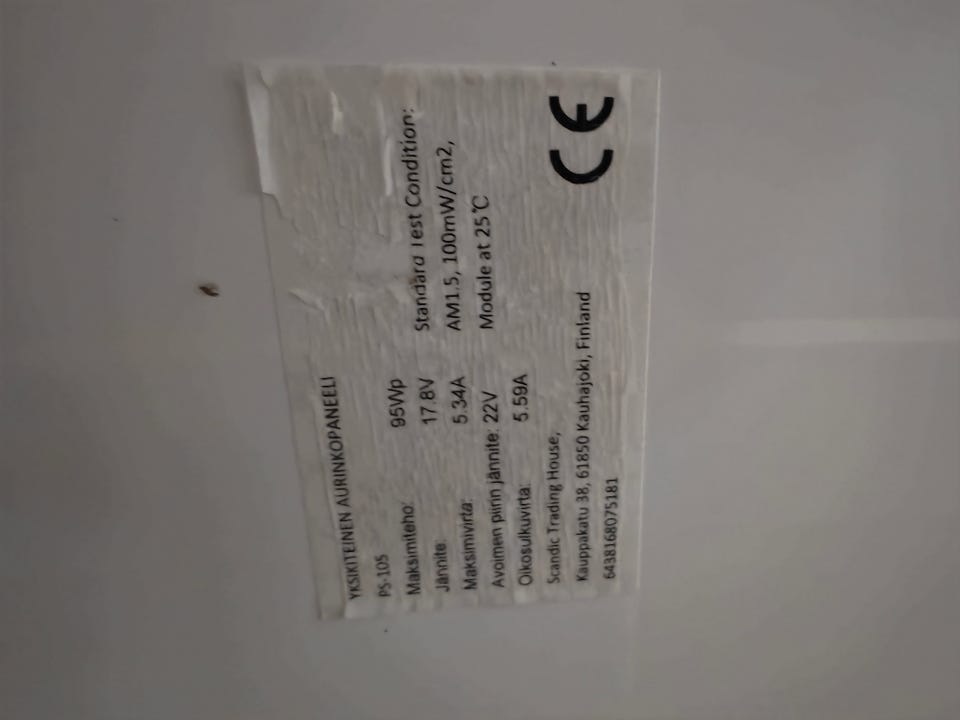 YKSIKITEINEN AURINKOPANEELI
PS-105
Maksimiteho: 95Wp
Jännite: 17.8V
Maksimivirta: 5.34A
Avoimen piirin jännite: 22V
Oikosulkuvirta: 5.59A
Standard Test Condition:
AM1.5, 100mW/cm2,
Module at 25℃
Scandic Trading House,
Kauppakatu 38, 61850 Kauhajoki, Finland
6438168075181
CE